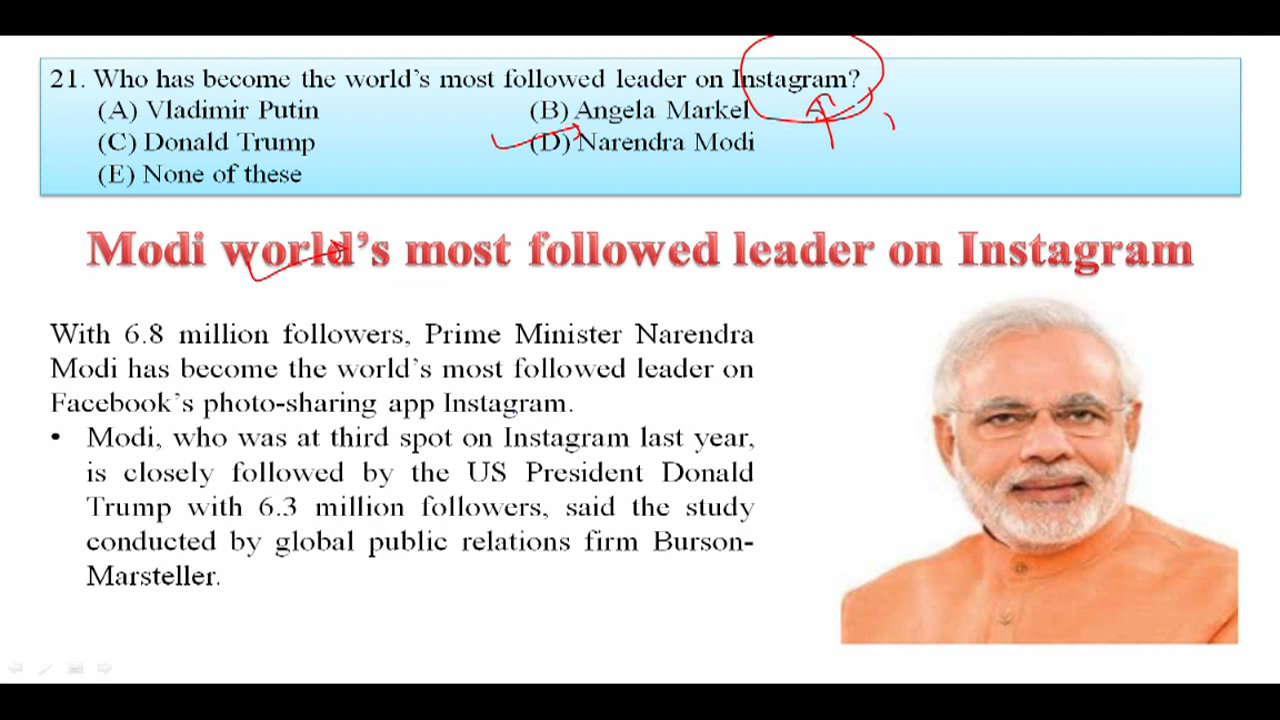 21. Who has become the world's most followed leader on Instagram?
(A) Vladimir Putin (B) Angela Markel
(C) Donald Trump (D) Narendra Modi
(E) None of these
Modi world's most followed leader on Instagram
With 6.8 million followers, Prime Minister Narendra
Modi has become the world's most followed leader on
Facebook's photo-sharing app Instagram.
• Modi, who was at third spot on Instagram last year,
is closely followed by the US President Donald
Trump with 6.3 million followers, said the study
conducted by global public relations firm Burson-
Marsteller.